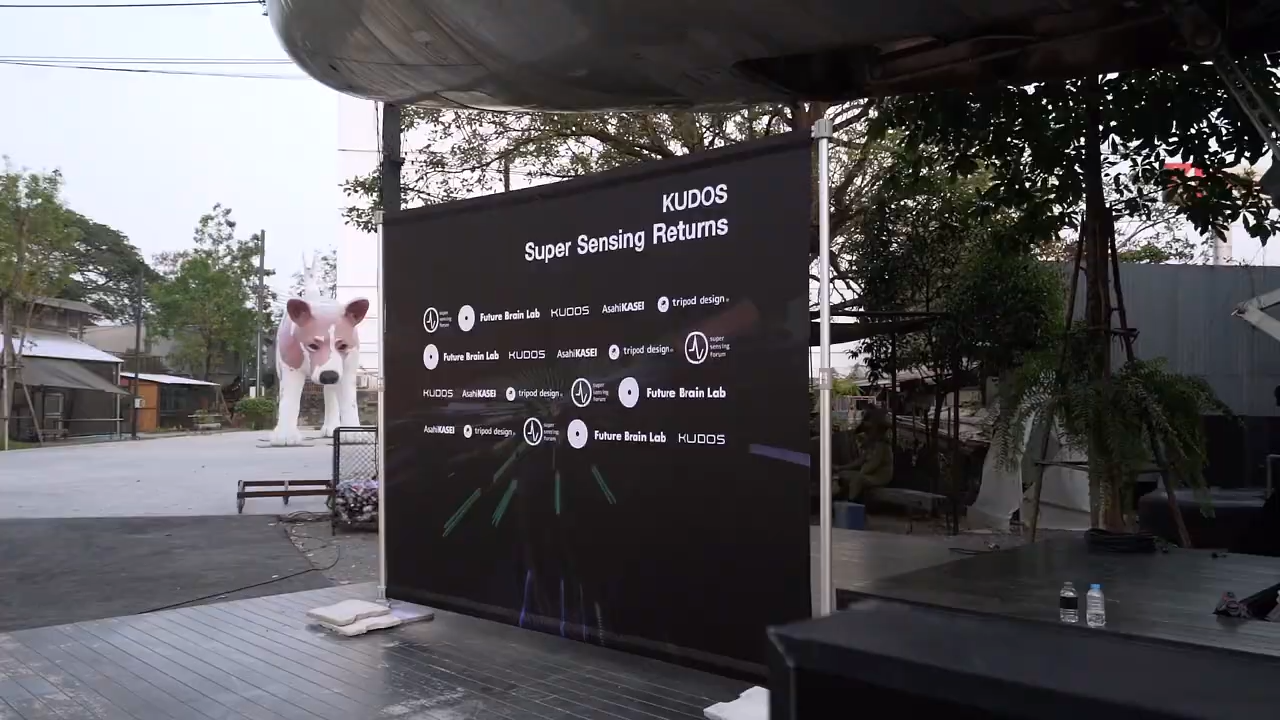 KUDOS
Super Sensing Returns
super sensing forum Future Brain Lab KUDOS AsahiKASEI tripod design
Future Brain Lab KUDOS AsahiKASEI tripod design super sensing forum
KUDOS AsahiKASEI tripod design super sensing forum Future Brain Lab
AsahiKASEI tripod design super sensing forum Future Brain Lab KUDOS